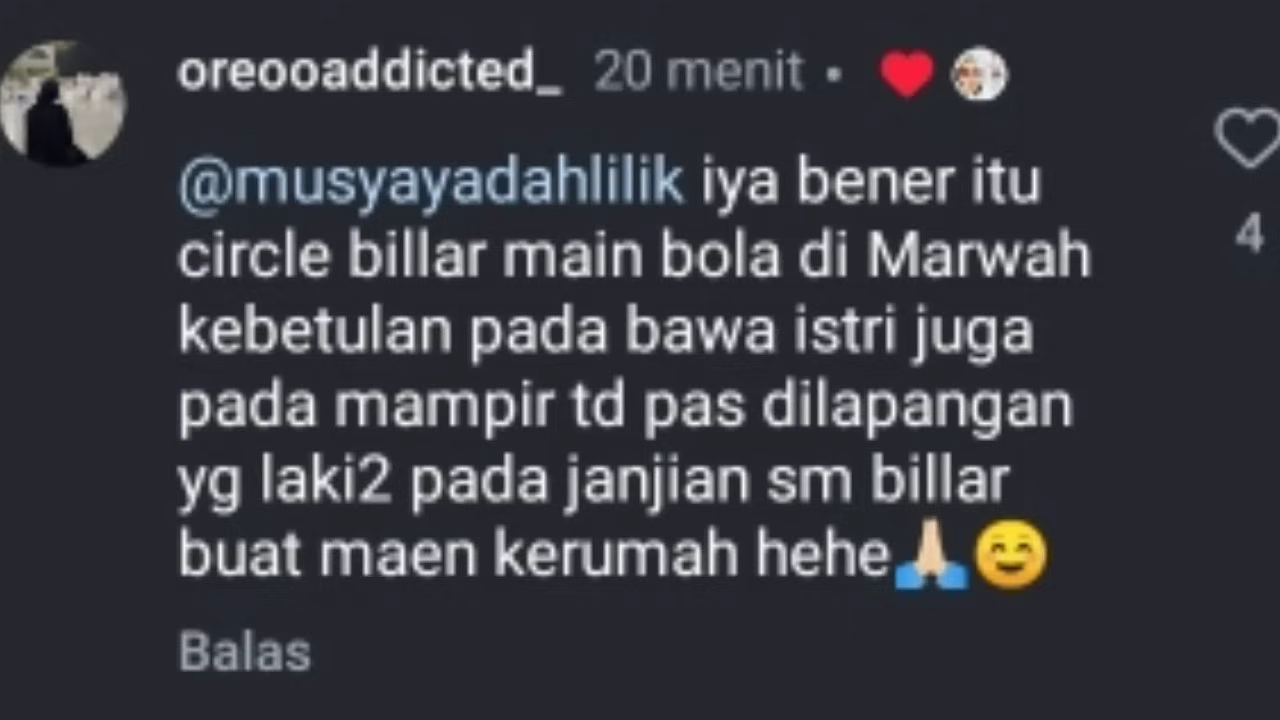 oreooaddicted_ 20 menit •
@musyayadahlilik iya bener itu
circle billar main bola di Marwah
kebetulan pada bawa istri juga
pada mampir td pas dilapangan
yg laki2 pada janjian sm billar
buat maen kerumah hehe🙏🏻😊
4
Balas